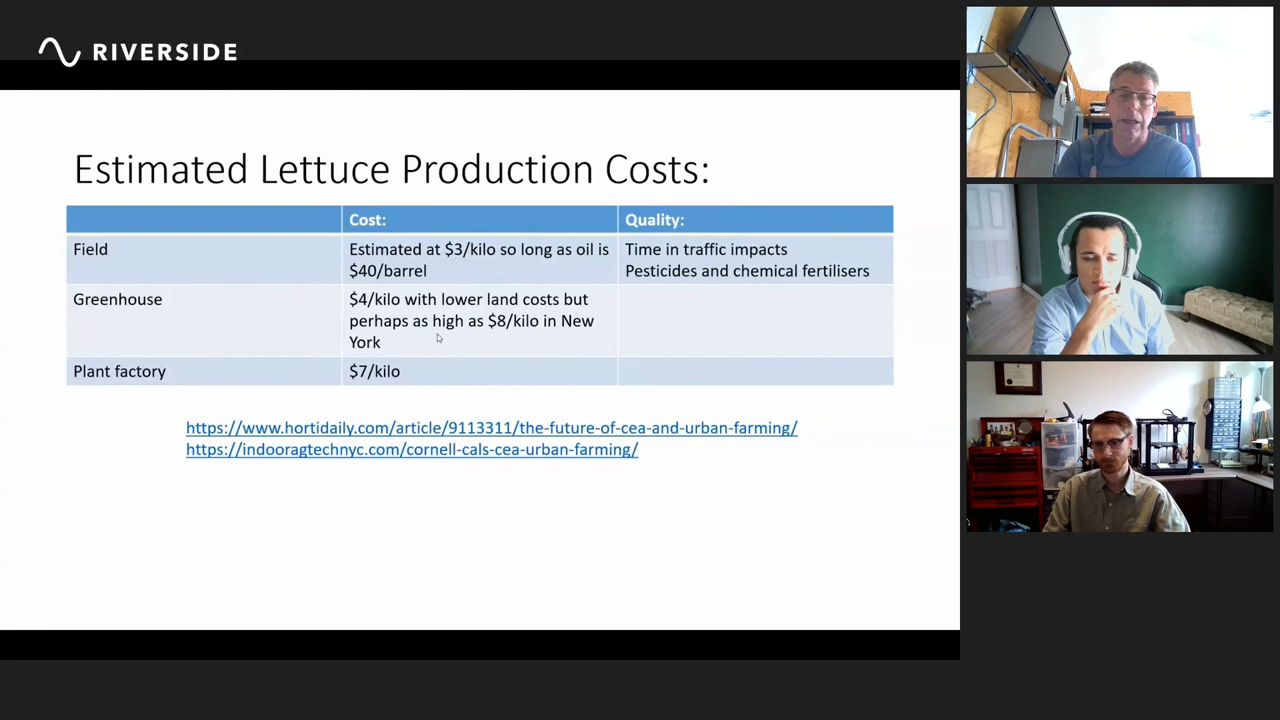 RIVERSIDE
Estimated Lettuce Production Costs:
Cost:
Quality:
Field
Estimated at $3/kilo so long as oil is
$40/barrel
Time in traffic impacts
Pesticides and chemical fertilisers
Greenhouse
$4/kilo with lower land costs but
perhaps as high as $8/kilo in New
York
Plant factory
$7/kilo
https://www.hortidaily.com/article/9113311/the-future-of-cea-and-urban-farming/
https://indooragtechnyc.com/cornell-cals-cea-urban-farming/